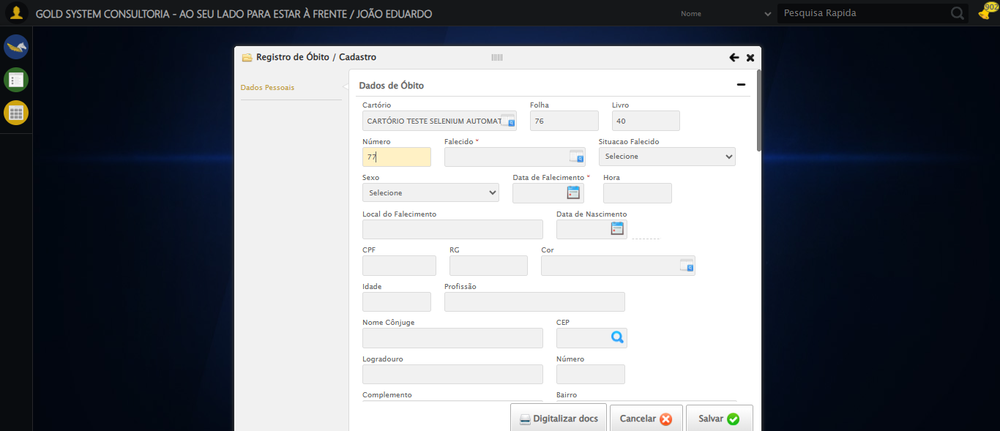 GOLD SYSTEM CONSULTORIA - AO SEU LADO PARA ESTAR À FRENTE / JOÃO EDUARDO
Nome
Pesquisa Rapida
902
Registro de Óbito / Cadastro
Dados Pessoais
Dados de Óbito
Cartório Folha Livro
CARTÓRIO TESTE SELENIUM AUTOMAT 76 40
Número Falecido * Situacao Falecido
77 Selecione
Sexo Data de Falecimento * Hora
Selecione
Local do Falecimento Data de Nascimento
CPF RG Cor
Idade Profissão
Nome Cônjuge CEP
Logradouro Número
Complemento Bairro
Digitalizar docs Cancelar Salvar